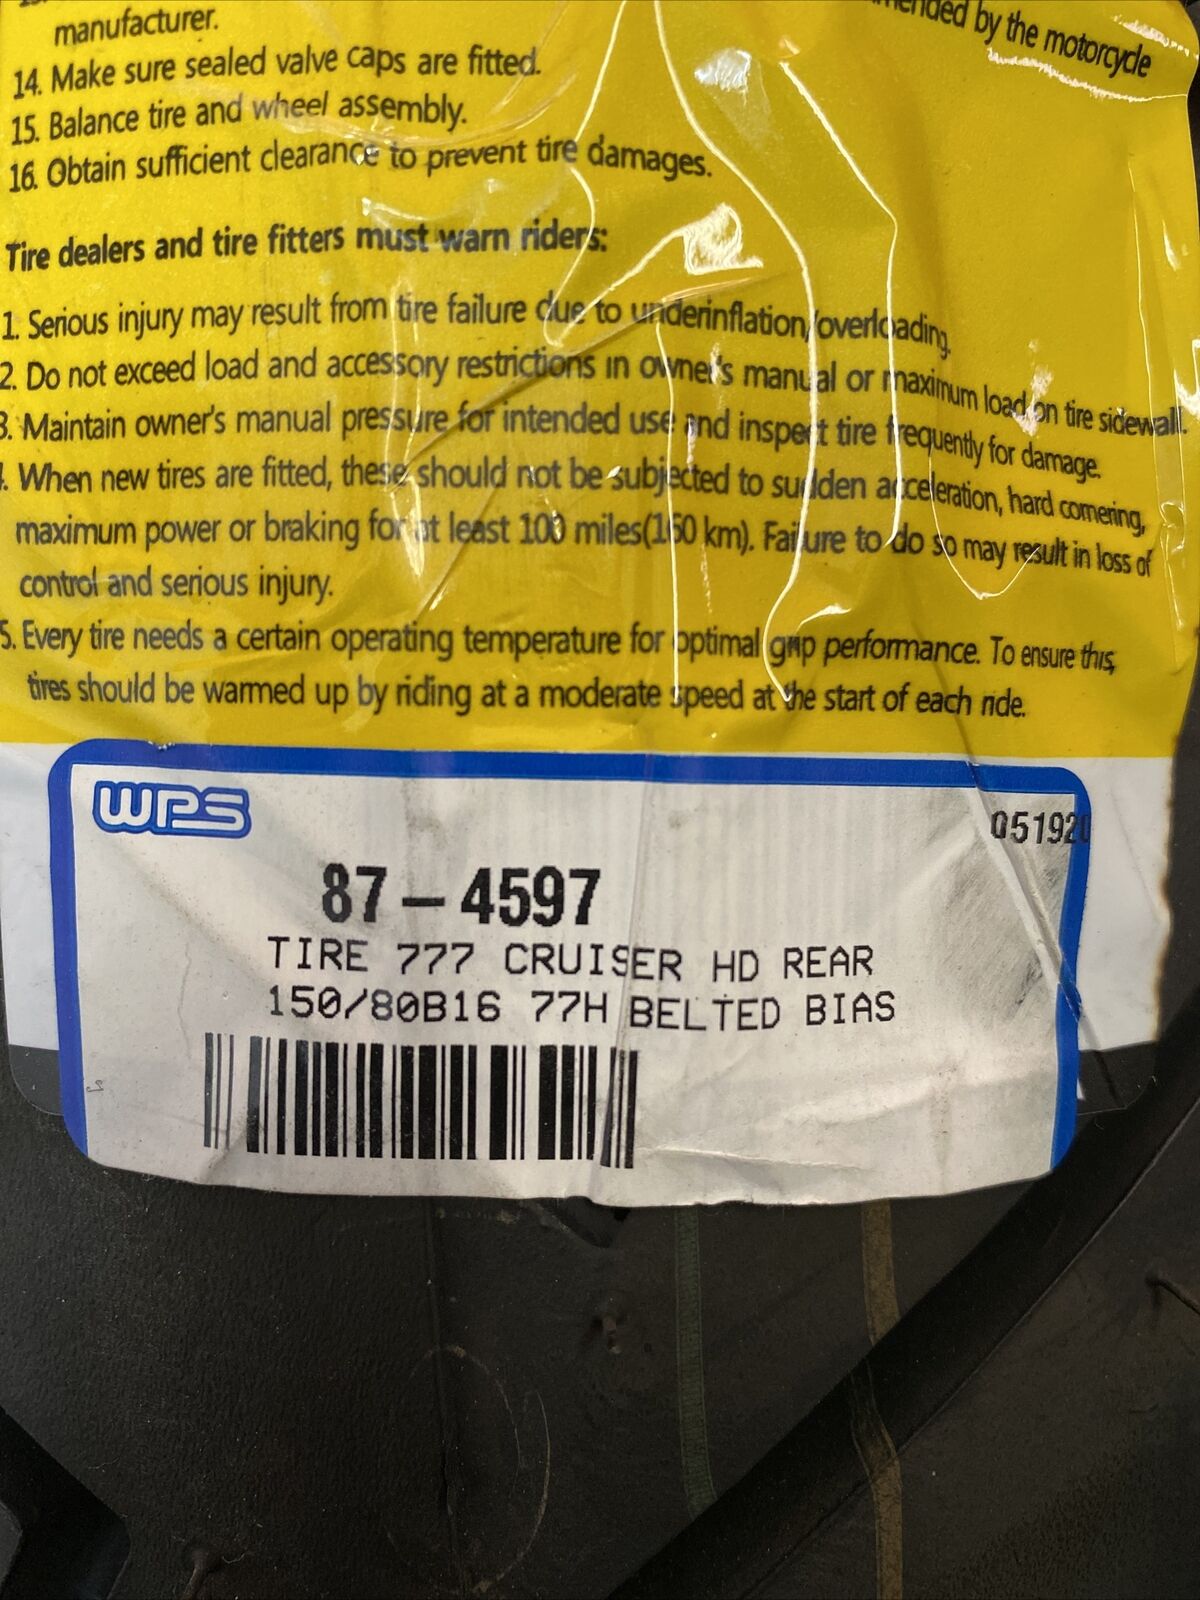 ended by the motorcycle
manufacturer.
14. Make sure sealed valve caps are fitted.
15. Balance tire and wheel assembly.
16. Obtain sufficient clearance to prevent tire damages.
Tire dealers and tire fitters must warn riders:
1. Serious injury may result from tire failure due to underinflation/overloading.
2. Do not exceed load and accessory restrictions in owner's manual or maximum load on tire sidewall.
3. Maintain owner's manual pressure for intended use and inspect tire frequently for damage.
. When new tires are fitted, these should not be subjected to sudden acceleration, hard cornering,
maximum power or braking for at least 100 miles(160 km). Failure to do so may result in loss of
control and serious injury.
5. Every tire needs a certain operating temperature for optimal grip performance. To ensure this,
tires should be warmed up by riding at a moderate speed at the start of each ride.
WPS
051920
87-4597
TIRE 777 CRUISER HD REAR
150/80B16 77H BELTED BIAS